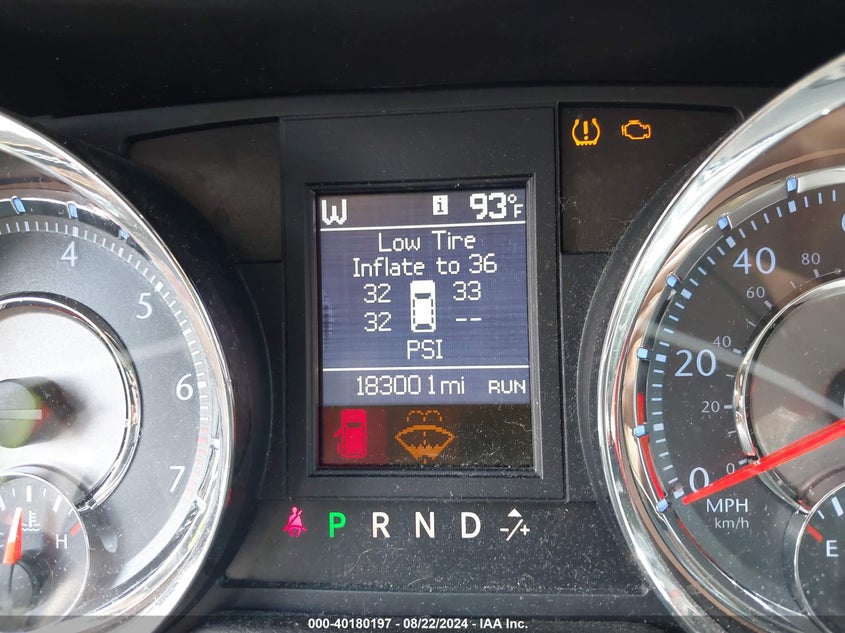 W i 93°F
Low Tire
Inflate to 36
32 33
32 --
PSI
183001mi RUN
4
5
6
7
H
P R N D -/+
40
20
0
80
60
40
20
0
MPH
km/h
E
000-40180197 - 08/22/2024 - IAA Inc.